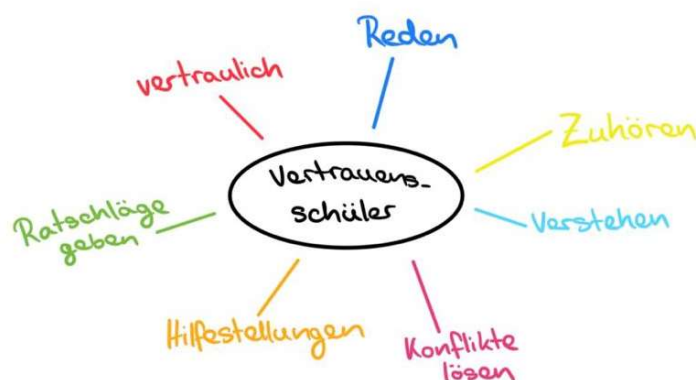 Reden
vertraulich
Zuhören
Vertrauens-
schüler
Ratschläge
geben
Verstehen
Hilfestellungen
Konflikte
lösen